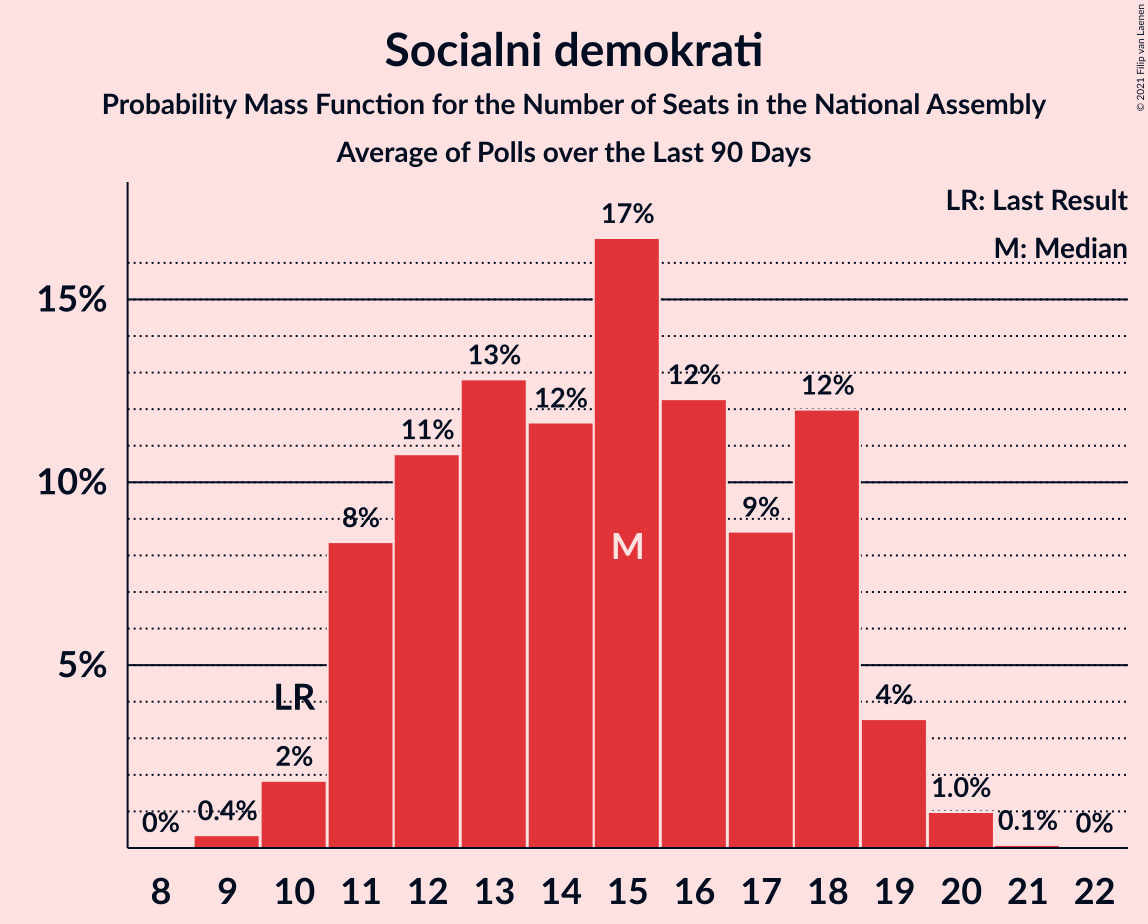 Socialni demokrati
Probability Mass Function for the Number of Seats in the National Assembly
Average of Polls over the Last 90 Days
© 2021 Filip van Laenen
LR: Last Result
M: Median
17%
15%
13%
12%
12%
12%
11%
10%
9%
8%
M
5%
LR
4%
2%
1.0%
0%
0.4%
0.1%
0%
8 9 10 11 12 13 14 15 16 17 18 19 20 21 22